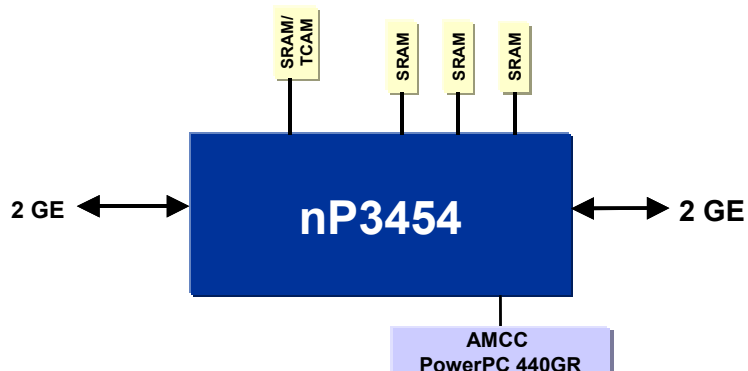 SRAM/
TCAM
SRAM
SRAM
SRAM
2 GE
nP3454
2 GE
AMCC
PowerPC 440GR